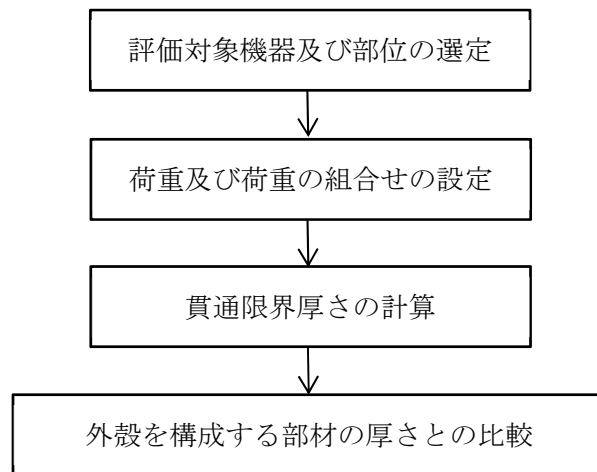 評価対象機器及び部位の選定
荷重及び荷重の組合せの設定
貫通限界厚さの計算
外殻を構成する部材の厚さとの比較